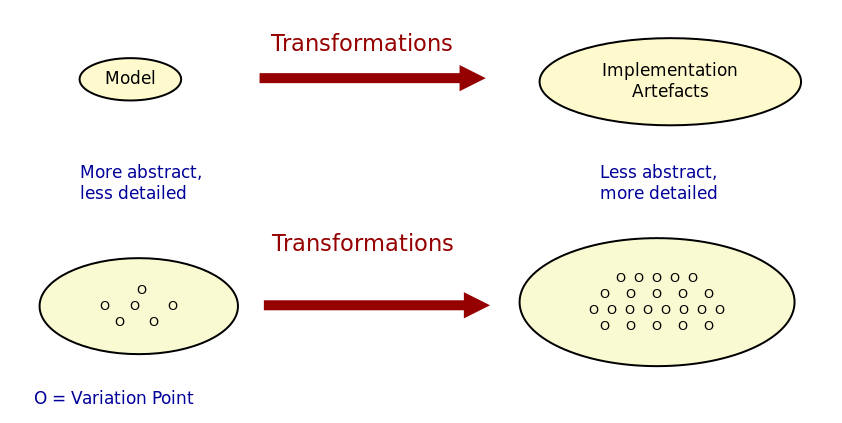 Transformations
Model
Implementation
Artefacts
More abstract,
less detailed
Less abstract,
more detailed
Transformations
O
O O O
O O
O O O O O
O O O O O
O O O O O O O O
O O O O O
O = Variation Point